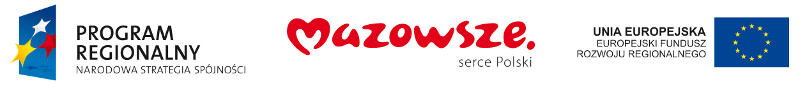 PROGRAM
REGIONALNY
NARODOWA STRATEGIA SPÓJNOŚCI
mazowsze.
serce Polski
UNIA EUROPEJSKA
EUROPEJSKI FUNDUSZ
ROZWOJU REGIONALNEGO